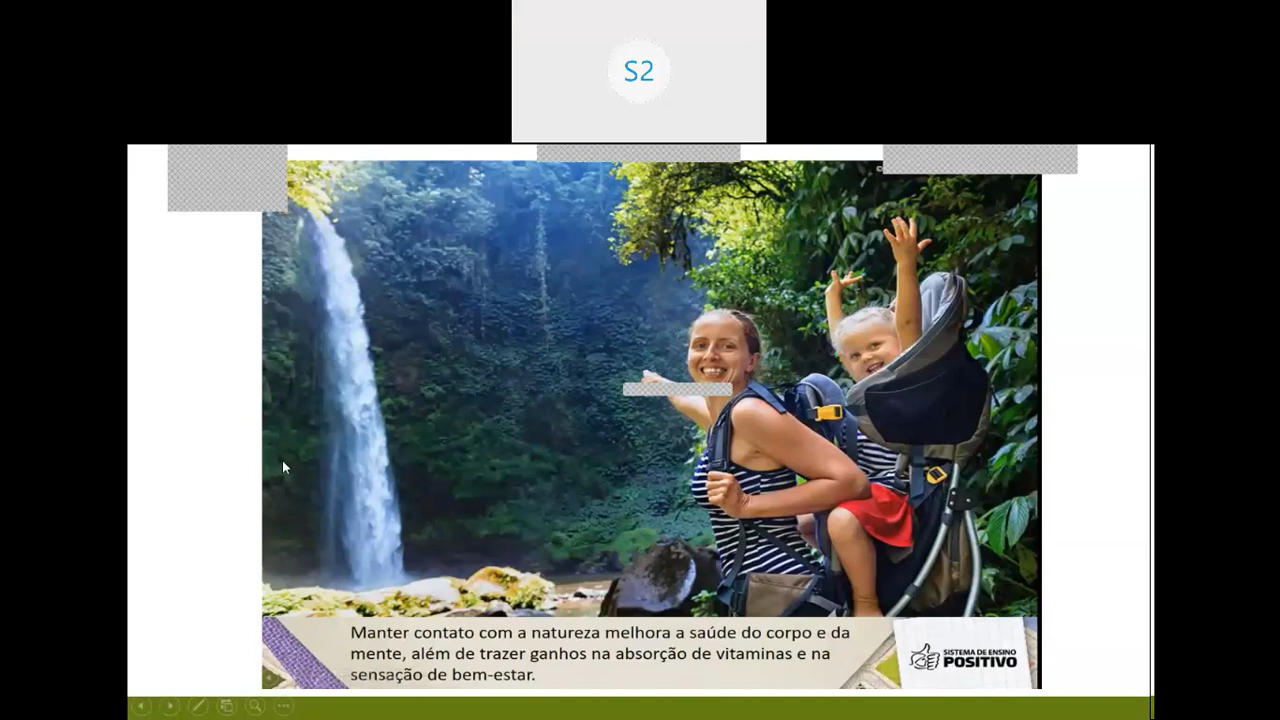 S2
Manter contato com a natureza melhora a saúde do corpo e da
mente, além de trazer ganhos na absorção de vitaminas e na
sensação de bem-estar.
SISTEMA DE ENSINO
POSITIVO